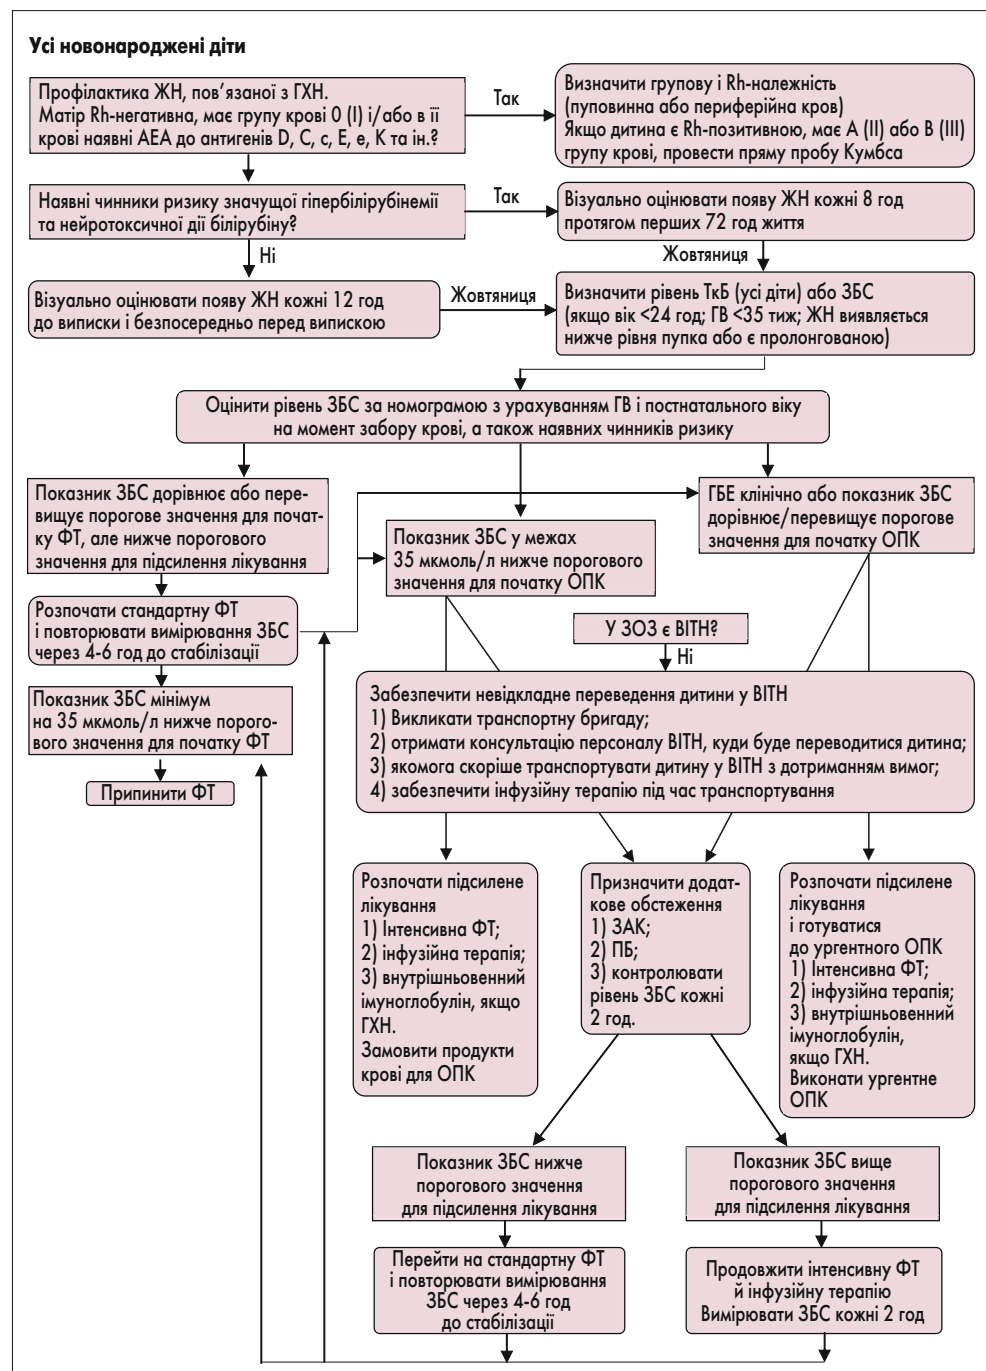 Усі новонароджені діти
Профілактика ЖН, пов’язаної з ГХН.
Матір Rh-негативна, має групу крові 0 (I) і/або в її
крові наявні АЕА до антигенів D, C, c, E, e, K та ін.?
Так
Визначити групову і Rh-належність
(пуповинна або периферійна кров)
Якщо дитина є Rh-позитивною, має А (II) або В (III)
групу крові, провести пряму пробу Кумбса
Наявні чинники ризику значущої гіпербілірубінемії
та нейротоксичної дії білірубіну?
Так
Візуально оцінювати появу ЖН кожні 8 год
протягом перших 72 год життя
Ні
Жовтяниця
Візуально оцінювати появу ЖН кожні 12 год
до виписки і безпосередньо перед випискою
Жовтяниця
Визначити рівень ТкБ (усі діти) або ЗБС
(якщо вік <24 год; ГВ <35 тиж; ЖН виявляється
нижче рівня пупка або є пролонгованою)
Оцінити рівень ЗБС за номограмою з урахуванням ГВ і постнатального віку
на момент забору крові, а також наявних чинників ризику
Показник ЗБС дорівнює або пере-
вищує порогове значення для почат-
ку ФТ, але нижче порогового
значення для підсилення лікування
Показник ЗБС у межах
35 мкмоль/л нижче порогового
значення для початку ОПК
ГБЕ клінічно або показник ЗБС
дорівнює/перевищує порогове
значення для початку ОПК
Розпочати стандартну ФТ
і повторювати вимірювання ЗБС
через 4-6 год до стабілізації
У ЗОЗ є ВІТН?
Ні
Показник ЗБС мінімум
на 35 мкмоль/л нижче порого-
вого значення для початку ФТ
Припинити ФТ
Забезпечити невідкладне переведення дитини у ВІТН
1) Викликати транспортну бригаду;
2) отримати консультацію персоналу ВІТН, куди буде переводитися дитина;
3) якомога скоріше транспортувати дитину у ВІТН з дотриманням вимог;
4) забезпечити інфузійну терапію під час транспортування
Розпочати підсилене
лікування
1) Інтенсивна ФТ;
2) інфузійна терапія;
3) внутрішньовенний
імуноглобулін, якщо
ГХН.
Замовити продукти
крові для ОПК
Призначити додат-
кове обстеження
1) ЗАК;
2) ПБ;
3) контролювати
рівень ЗБС кожні
2 год.
Розпочати підсилене
лікування
і готуватися
до ургентного ОПК
1) Інтенсивна ФТ;
2) інфузійна терапія;
3) внутрішньовенний
імуноглобулін,
якщо ГХН.
Виконати ургентне
ОПК
Показник ЗБС нижче
порогового значення
для підсилення лікування
Показник ЗБС вище
порогового значення
для підсилення лікування
Перейти на стандартну ФТ
і повторювати вимірювання
ЗБС через 4-6 год
до стабілізації
Продовжити інтенсивну ФТ
й інфузійну терапію
Вимірювати ЗБС кожні 2 год